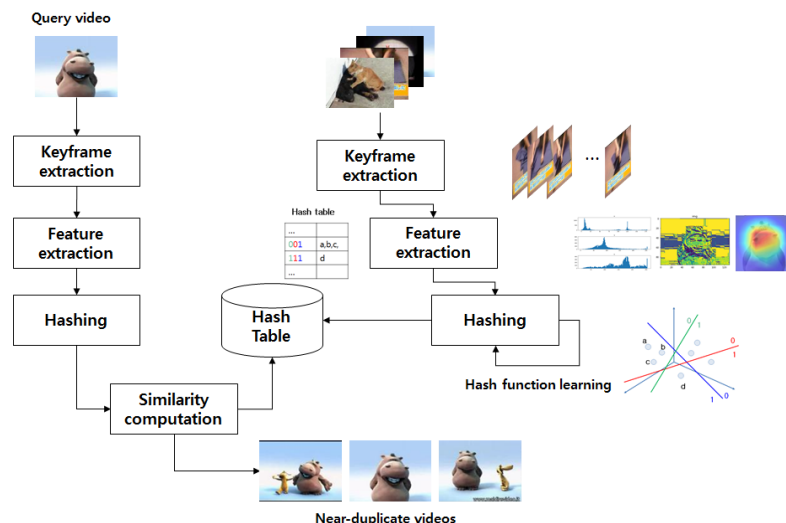 Query video
Keyframe
extraction
Feature
extraction
Hashing
Similarity
computation
Keyframe
extraction
...
Hash table
...
001 a,b,c,
111 d
...
Feature
extraction
Hash
Table
Hashing
Hash function learning
0
1
a
b
c
d
0
1
0
1
Near-duplicate videos